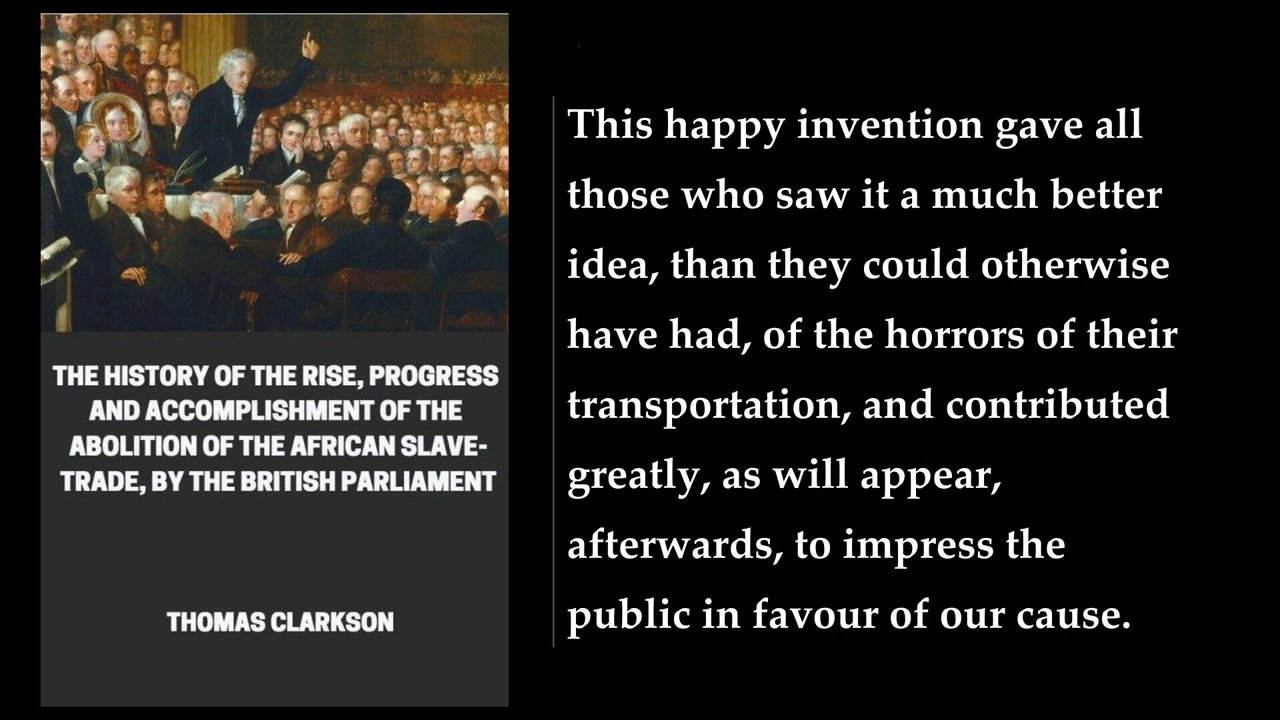 THE HISTORY OF THE RISE, PROGRESS
AND ACCOMPLISHMENT OF THE
ABOLITION OF THE AFRICAN SLAVE-
TRADE, BY THE BRITISH PARLIAMENT
THOMAS CLARKSON
This happy invention gave all
those who saw it a much better
idea, than they could otherwise
have had, of the horrors of their
transportation, and contributed
greatly, as will appear,
afterwards, to impress the
public in favour of our cause.